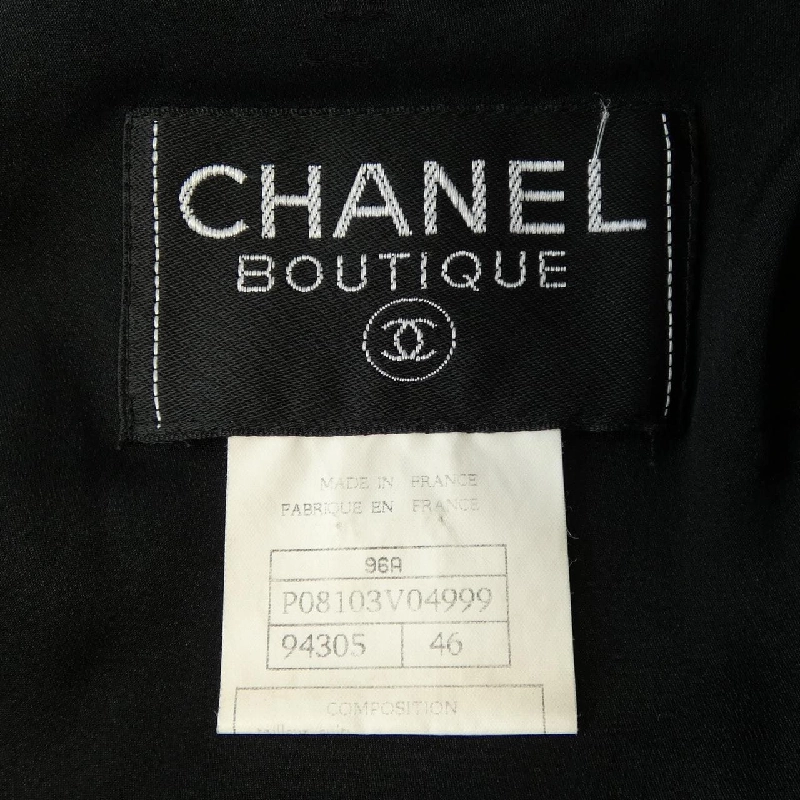 CHANEL
BOUTIQUE
MADE IN FRANCE
FABRIQUE EN FRANCE
96A
P08103V04999
94305 46
COMPOSITION